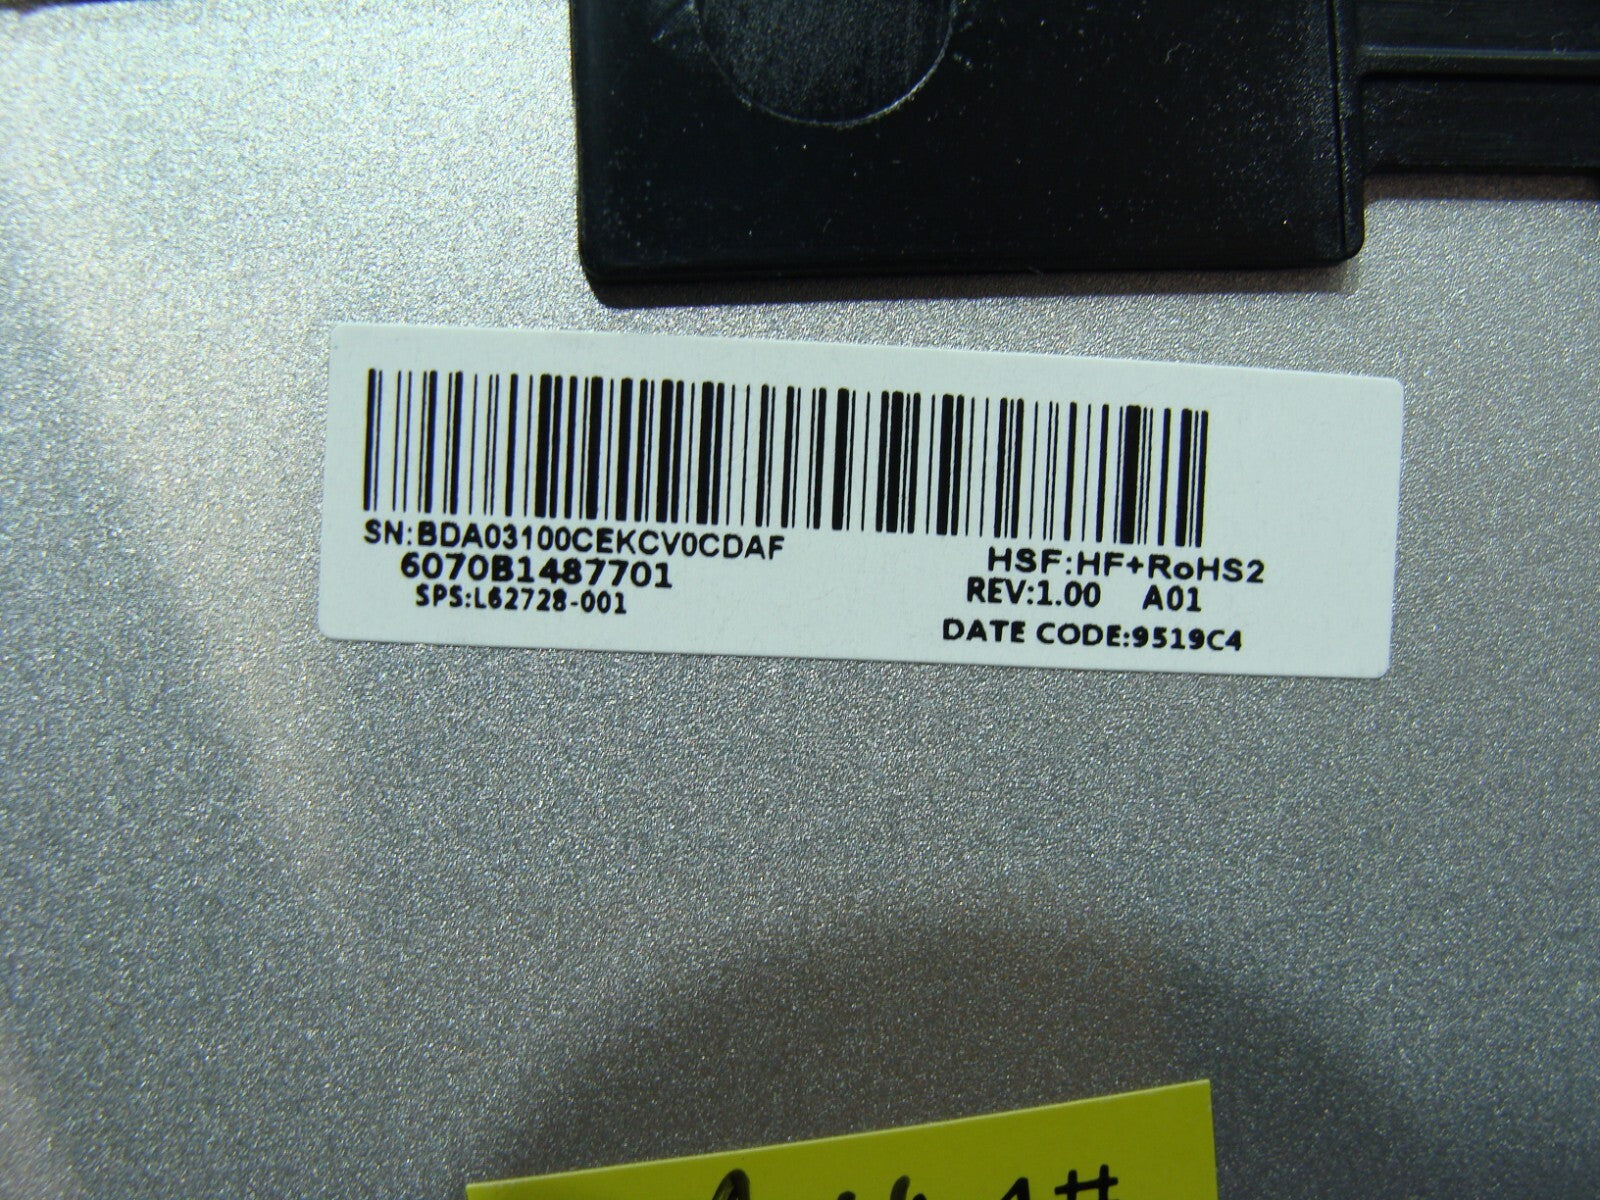 SN:BDA03100CEKCV0CDAF
6070B1487701
SPS:L62728-001
HSF:HF+RoHS2
REV:1.00 A01
DATE CODE:9519C4